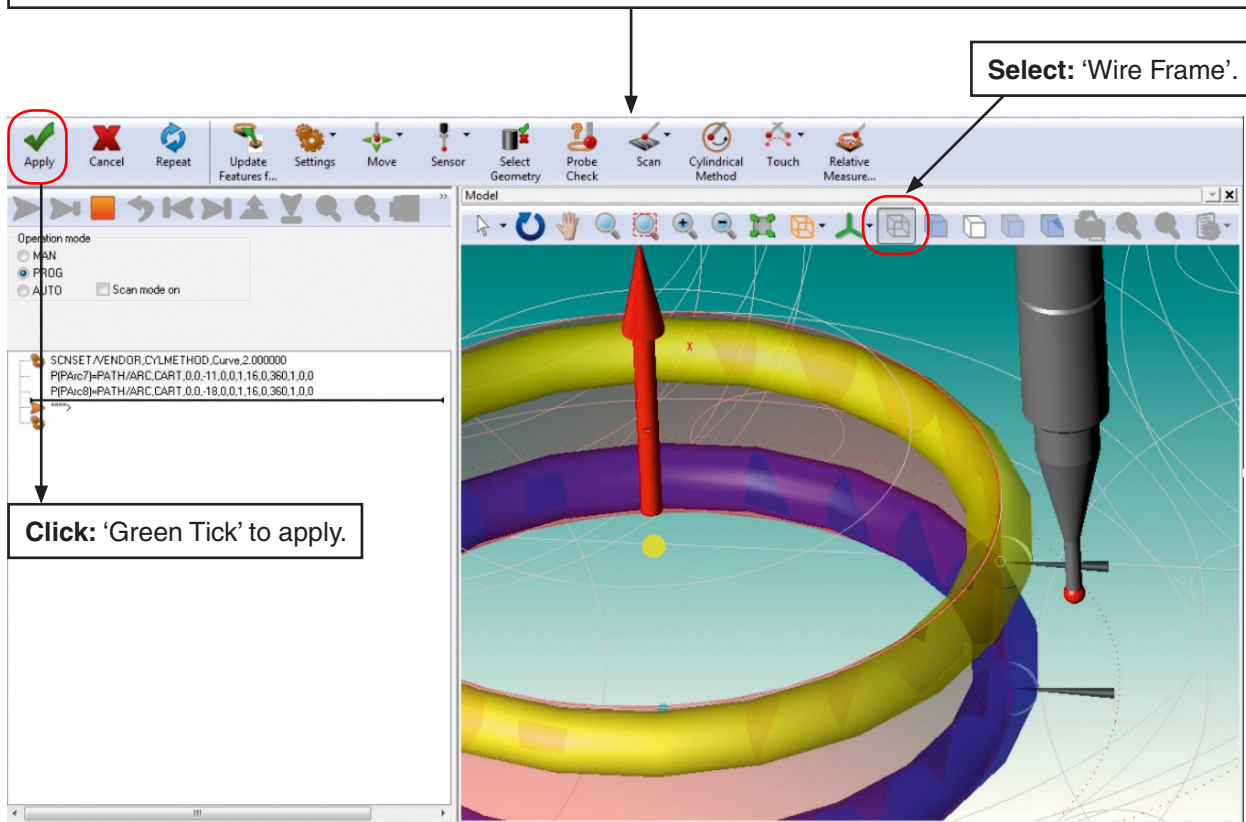 Select: ‘Wire Frame’.
Apply
Cancel
Repeat
Update Features f...
Settings
Move
Sensor
Select Geometry
Probe Check
Scan
Cylindrical Method
Touch
Relative Measure...
Model
Operation mode
MAN
PROG
AUTO
Scan mode on
SCNSET/VENDOR,CYLMETHOD,Curve,2.000000
P(PArc7)=PATH/ARC,CART,0,0,-11,0,0,1,16,0,360,1,0,0
P(PArc8)=PATH/ARC,CART,0,0,-18,0,0,1,16,0,360,1,0,0
Click: ‘Green Tick’ to apply.
X